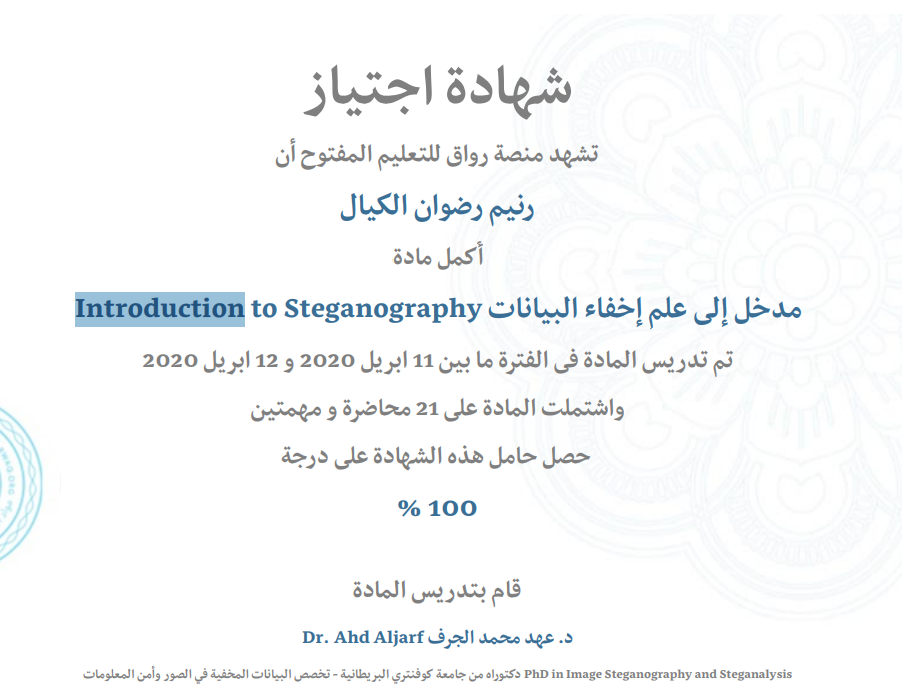 شهادة اجتياز
تشهد منصة رواق للتعليم المفتوح أن
رنيم رضوان الكيال
أكمل مادة
مدخل إلى علم إخفاء البيانات Introduction to Steganography
تم تدريس المادة فى الفترة ما بين 11 ابريل 2020 و 12 ابريل 2020
واشتملت المادة على 21 محاضرة و مهمتين
حصل حامل هذه الشهادة على درجة
100 %
قام بتدريس المادة
د. عهد محمد الجرف Dr. Ahd Aljarf
PhD in Image Steganography and Steganalysis دكتوراه من جامعة كوفنتري البريطانية - تخصص البيانات المخفية في الصور وأمن المعلومات